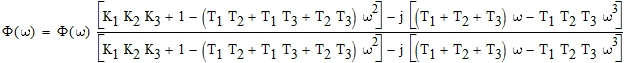 Φ(ω) = Φ(ω) [K₁ K₂ K₃ + 1 − (T₁ T₂ + T₁ T₃ + T₂ T₃) ω²] − j [(T₁ + T₂ + T₃) ω − T₁ T₂ T₃ ω³]
[K₁ K₂ K₃ + 1 − (T₁ T₂ + T₁ T₃ + T₂ T₃) ω²] − j [(T₁ + T₂ + T₃) ω − T₁ T₂ T₃ ω³]